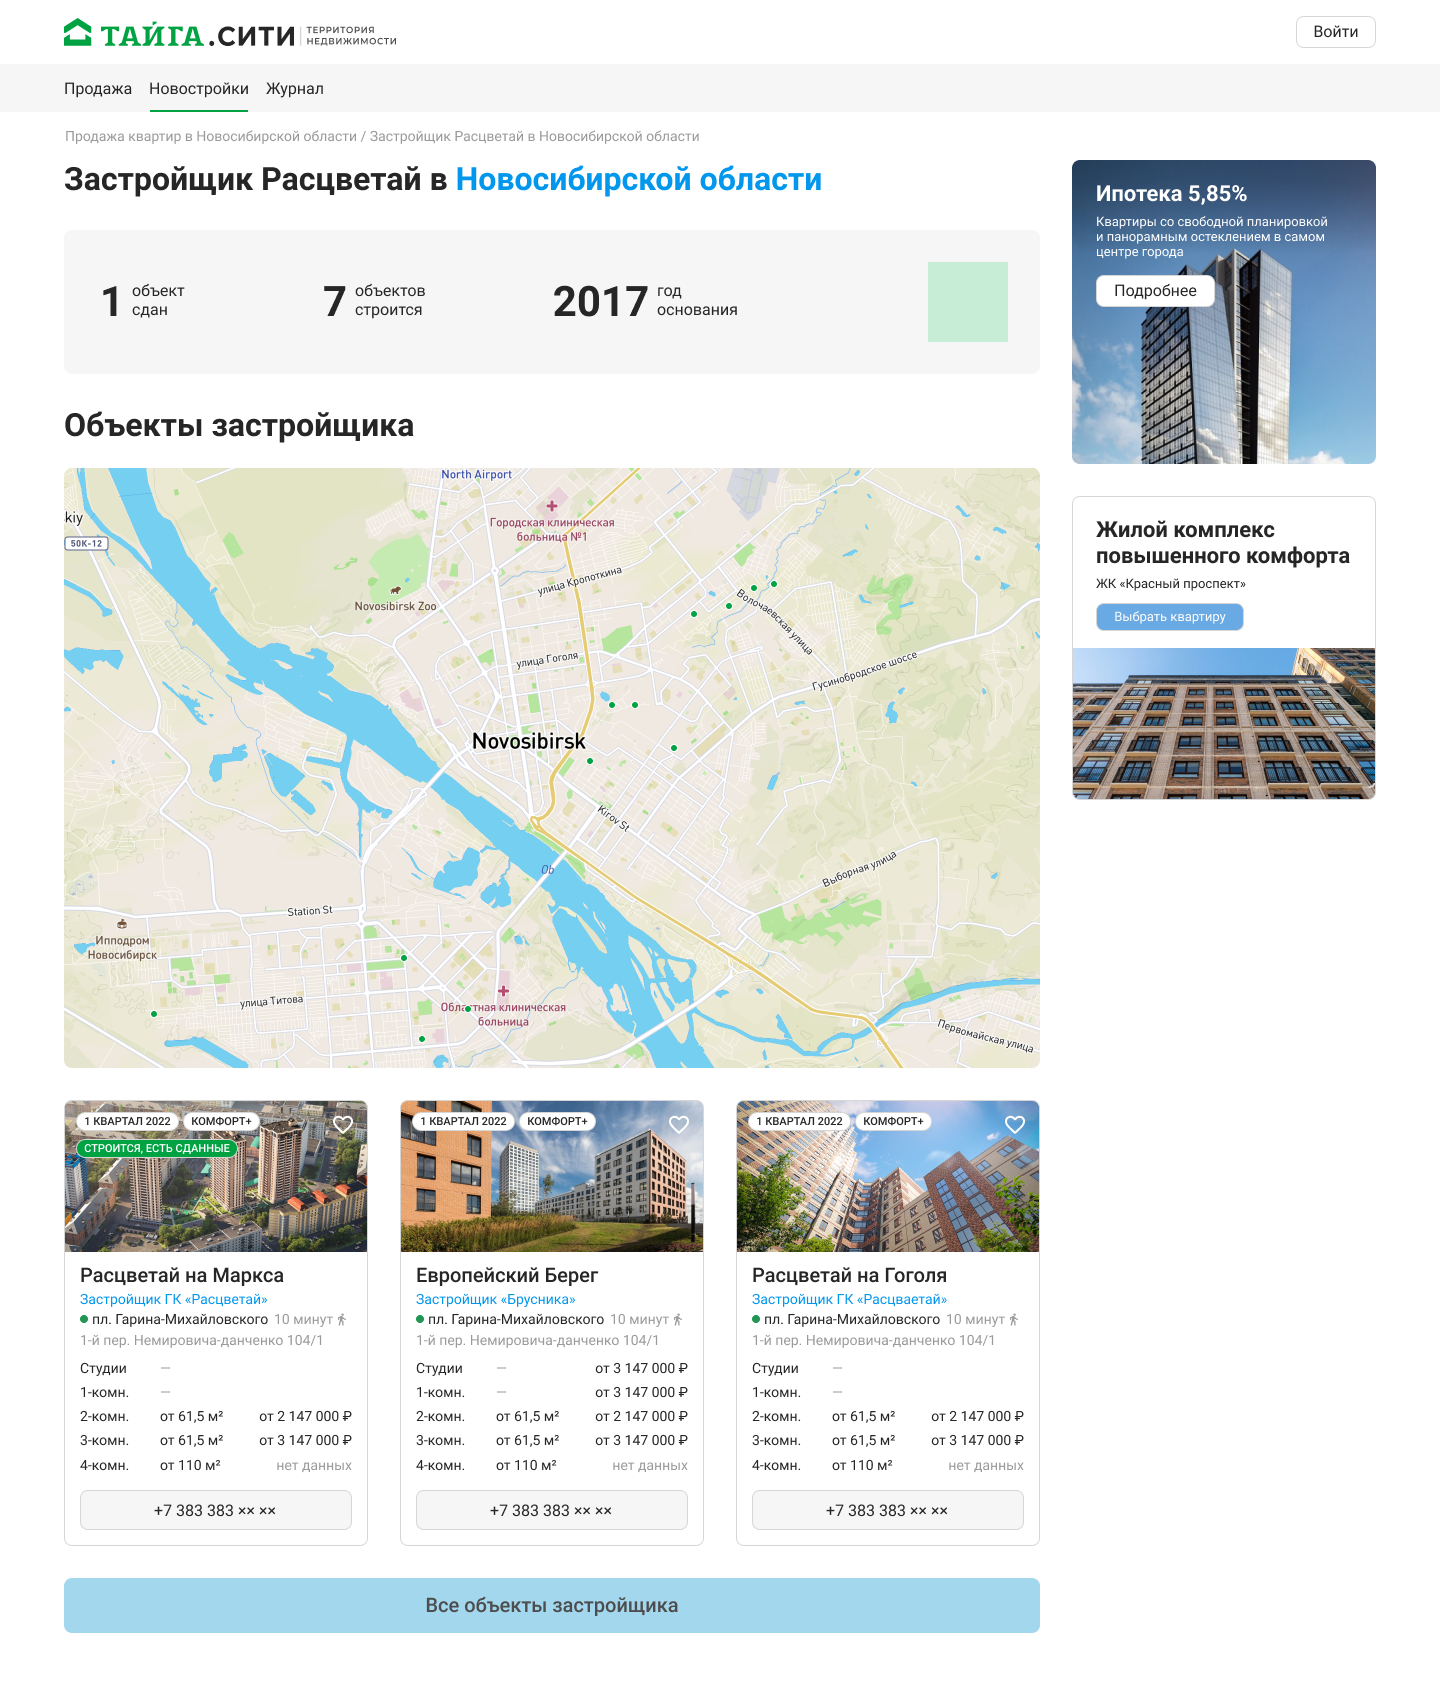 ТАЙГА.СИТИ
ТЕРРИТОРИЯ
НЕДВИЖИМОСТИ
Войти
Продажа Новостройки Журнал
Продажа квартир в Новосибирской области / Застройщик Расцветай в Новосибирской области
Застройщик Расцветай в Новосибирской области
1 объект
сдан
7 объектов
строится
2017 год
основания
Ипотека 5,85%
Квартиры со свободной планировкой
и панорамным остеклением в самом
центре города
Подробнее
Объекты застройщика
Жилой комплекс
повышенного комфорта
ЖК «Красный проспект»
Выбрать квартиру
North Airport
kiy
Городская клиническая
больница №1
50K-12
улица Кропоткина
Novosibirsk Zoo
Волочаевская улица
улица Гоголя
Гусинобродское шоссе
Novosibirsk
Kirov St
Ob
Выборная улица
Station St
Ипподром
Новосибирск
улица Титова
Областная клиническая
больница
Первомайская улица
1 КВАРТАЛ 2022 КОМФОРТ+
СТРОИТСЯ, ЕСТЬ СДАННЫЕ
Расцветай на Маркса
Застройщик ГК «Расцветай»
пл. Гарина-Михайловского 10 минут
1-й пер. Немировича-данченко 104/1
Студии —
1-комн. —
2-комн. от 61,5 м² от 2 147 000 ₽
3-комн. от 61,5 м² от 3 147 000 ₽
4-комн. от 110 м² нет данных
+7 383 383 ×× ××
1 КВАРТАЛ 2022 КОМФОРТ+
Европейский Берег
Застройщик «Брусника»
пл. Гарина-Михайловского 10 минут
1-й пер. Немировича-данченко 104/1
Студии — от 3 147 000 ₽
1-комн. — от 3 147 000 ₽
2-комн. от 61,5 м² от 2 147 000 ₽
3-комн. от 61,5 м² от 3 147 000 ₽
4-комн. от 110 м² нет данных
+7 383 383 ×× ××
1 КВАРТАЛ 2022 КОМФОРТ+
Расцветай на Гоголя
Застройщик ГК «Расцваетай»
пл. Гарина-Михайловского 10 минут
1-й пер. Немировича-данченко 104/1
Студии —
1-комн. —
2-комн. от 61,5 м² от 2 147 000 ₽
3-комн. от 61,5 м² от 3 147 000 ₽
4-комн. от 110 м² нет данных
+7 383 383 ×× ××
Все объекты застройщика